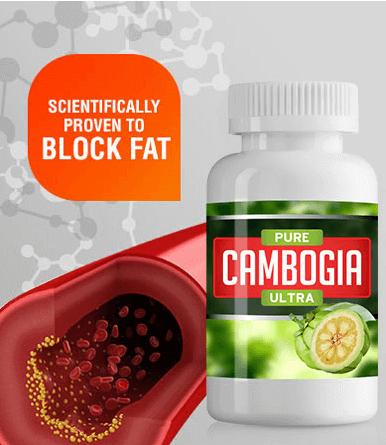 SCIENTIFICALLY
PROVEN TO
BLOCK FAT
PURE
CAMBOGIA
ULTRA